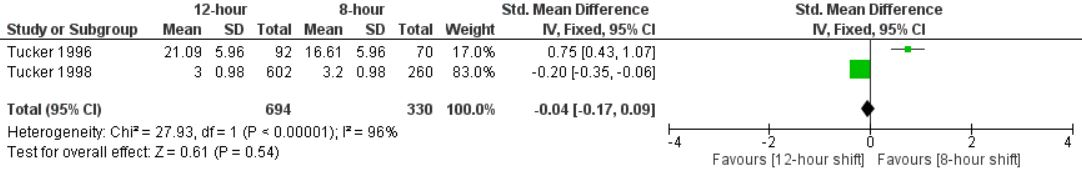 12-hour 8-hour Std. Mean Difference Std. Mean Difference
Study or Subgroup Mean SD Total Mean SD Total Weight IV, Fixed, 95% CI IV, Fixed, 95% CI
Tucker 1996 21.09 5.96 92 16.61 5.96 70 17.0% 0.75 [0.43, 1.07]
Tucker 1998 3 0.98 602 3.2 0.98 260 83.0% -0.20 [-0.35, -0.06]
Total (95% CI) 694 330 100.0% -0.04 [-0.17, 0.09]
Heterogeneity: Chi² = 27.93, df = 1 (P < 0.00001); I² = 96%
Test for overall effect: Z = 0.61 (P = 0.54)
-4 -2 0 2 4
Favours [12-hour shift] Favours [8-hour shift]